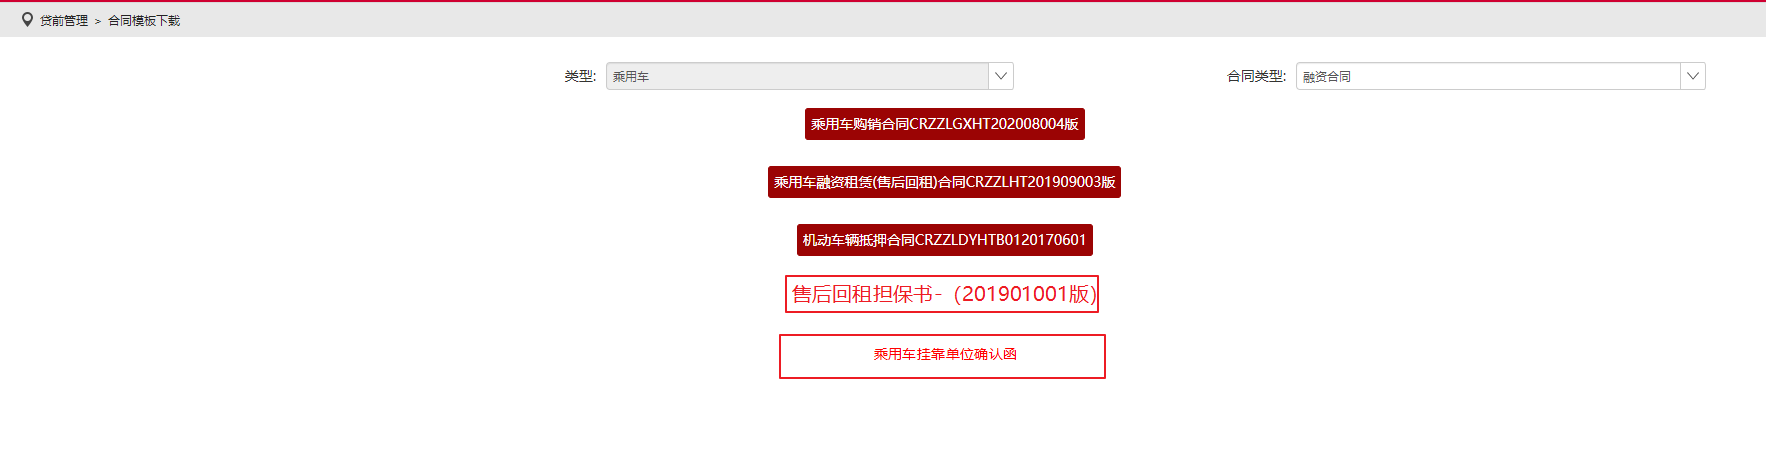 贷前管理 > 合同模板下载
类型: 乘用车 合同类型: 融资合同
乘用车购销合同CRZZLGXHT202008004版
乘用车融资租赁(售后回租)合同CRZZLHT201909003版
机动车辆抵押合同CRZZLDYHTB0120170601
售后回租担保书-（201901001版）
乘用车挂靠单位确认函